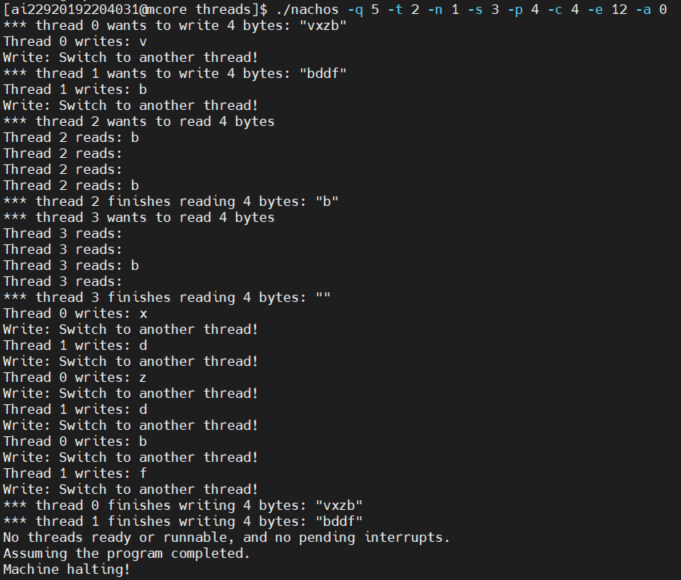 [ai22920192204031@mcore threads]$ ./nachos -q 5 -t 2 -n 1 -s 3 -p 4 -c 4 -e 12 -a 0
*** thread 0 wants to write 4 bytes: "vxzb"
Thread 0 writes: v
Write: Switch to another thread!
*** thread 1 wants to write 4 bytes: "bddf"
Thread 1 writes: b
Write: Switch to another thread!
*** thread 2 wants to read 4 bytes
Thread 2 reads: b
Thread 2 reads:
Thread 2 reads:
Thread 2 reads: b
*** thread 2 finishes reading 4 bytes: "b"
*** thread 3 wants to read 4 bytes
Thread 3 reads:
Thread 3 reads:
Thread 3 reads: b
Thread 3 reads:
*** thread 3 finishes reading 4 bytes: ""
Thread 0 writes: x
Write: Switch to another thread!
Thread 1 writes: d
Write: Switch to another thread!
Thread 0 writes: z
Write: Switch to another thread!
Thread 1 writes: d
Write: Switch to another thread!
Thread 0 writes: b
Write: Switch to another thread!
Thread 1 writes: f
Write: Switch to another thread!
*** thread 0 finishes writing 4 bytes: "vxzb"
*** thread 1 finishes writing 4 bytes: "bddf"
No threads ready or runnable, and no pending interrupts.
Assuming the program completed.
Machine halting!